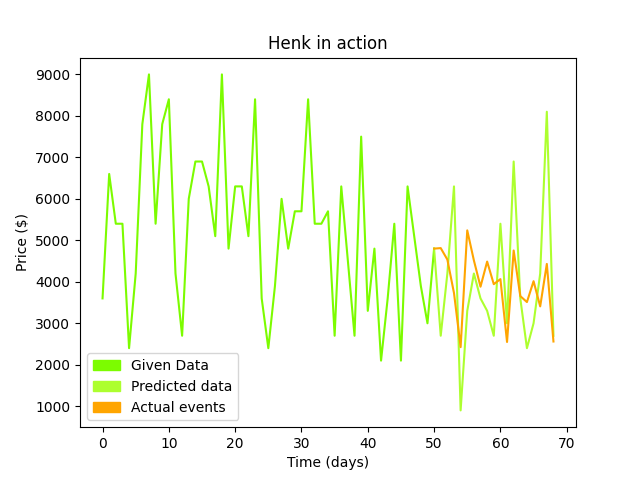 Henk in action
Price ($)
9000
8000
7000
6000
5000
4000
3000
2000
1000
Given Data
Predicted data
Actual events
0 10 20 30 40 50 60 70
Time (days)